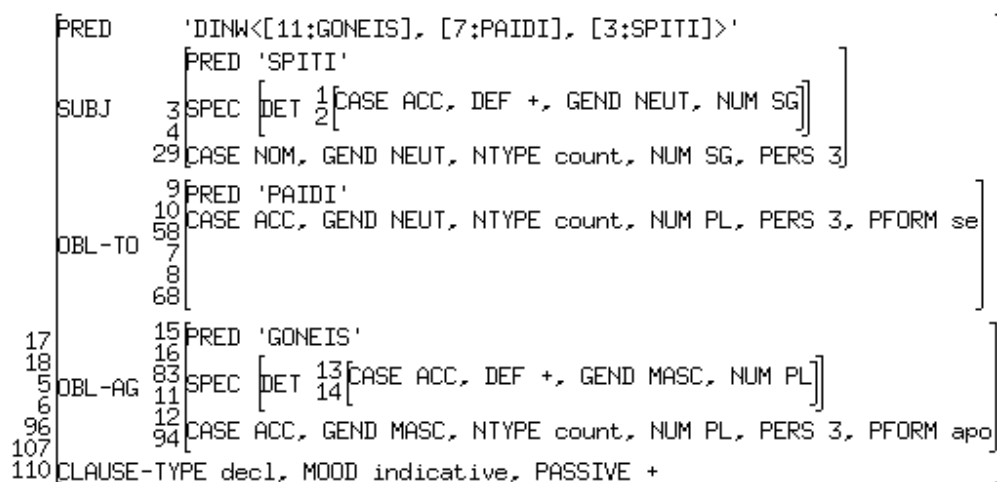 PRED 'DINW<[11:GONEIS], [7:PAIDI], [3:SPITI]>'
PRED 'SPITI'
SUBJ 3 SPEC [DET 1 [CASE ACC, DEF +, GEND NEUT, NUM SG]]
4 2
29 CASE NOM, GEND NEUT, NTYPE count, NUM SG, PERS 3
9 PRED 'PAIDI'
10 CASE ACC, GEND NEUT, NTYPE count, NUM PL, PERS 3, PFORM se
58
OBL-TO 7
8
68
17 15 PRED 'GONEIS'
18 16
5 OBL-AG 83 SPEC [DET 13 [CASE ACC, DEF +, GEND MASC, NUM PL]]
6 11 14
96 12
107 94 CASE ACC, GEND MASC, NTYPE count, NUM PL, PERS 3, PFORM apo
110 CLAUSE-TYPE decl, MOOD indicative, PASSIVE +